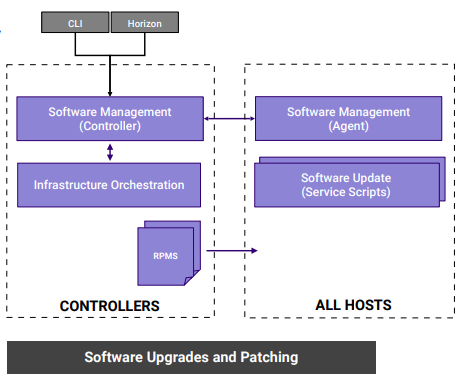 CLI
Horizon
Software Management
(Controller)
Software Management
(Agent)
Infrastructure Orchestration
Software Update
(Service Scripts)
RPMS
CONTROLLERS
ALL HOSTS
Software Upgrades and Patching